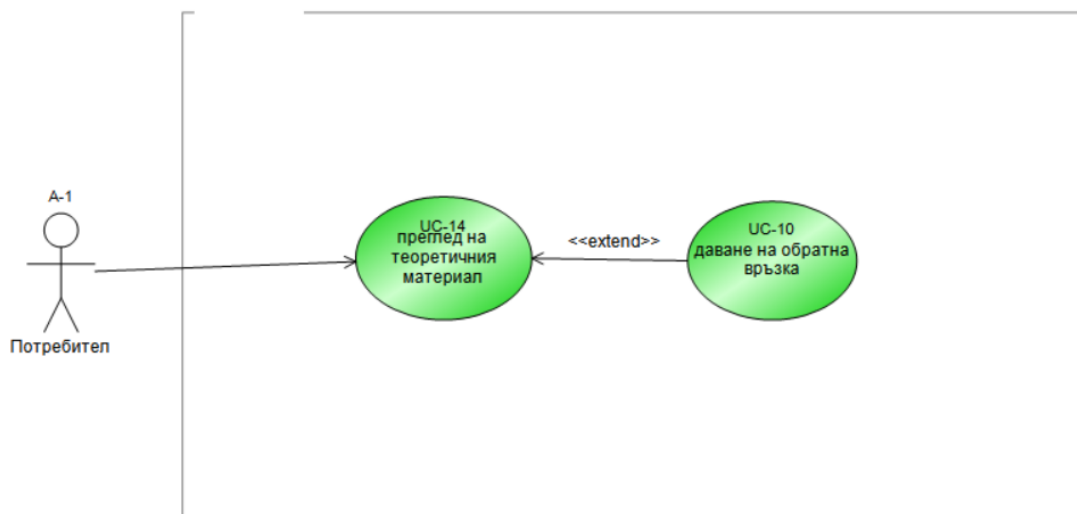 A-1
Потребител
UC-14
преглед на
теоретичния
материал
<<extend>>
UC-10
даване на обратна
връзка